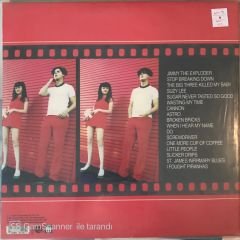 JIMMY THE EXPLODER
STOP BREAKING DOWN
THE BIG THREE KILLED MY BABY
SUZY LEE
SUGAR NEVER TASTED SO GOOD
WASTING MY TIME
CANNON
ASTRO
BROKEN BRICKS
WHEN I HEAR MY NAME
DO
SCREWDRIVER
ONE MORE CUP OF COFFEE
LITTLE PEOPLE
SLICKER DRIPS
ST. JAMES INFIRMARY BLUES
I FOUGHT PIRANHAS
CS CamScanner ile tarandı